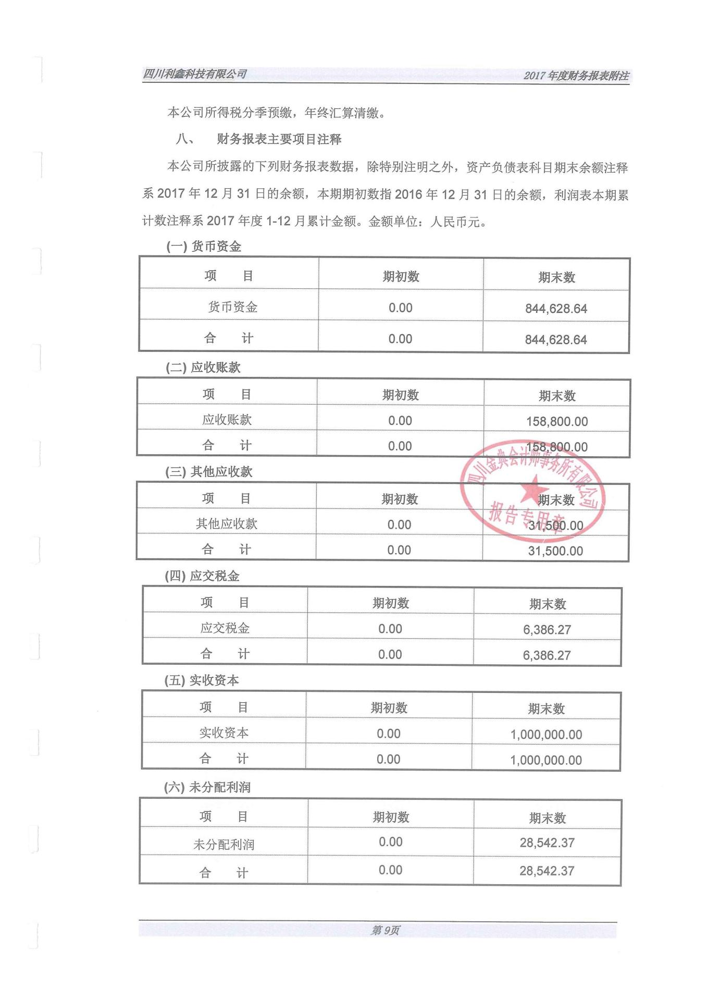 四川利鑫科技有限公司 2017 年度财务报表附注
本公司所得税分季预缴，年终汇算清缴。
八、 财务报表主要项目注释
本公司所披露的下列财务报表数据，除特别注明之外，资产负债表科目期末余额注释
系 2017 年 12 月 31 日的余额，本期期初数指 2016 年 12 月 31 日的余额，利润表本期累
计数注释系 2017 年度 1-12 月累计金额。金额单位：人民币元。
(一) 货币资金
项 目 期初数 期末数
货币资金 0.00 844,628.64
合 计 0.00 844,628.64
(二) 应收账款
项 目 期初数 期末数
应收账款 0.00 158,800.00
合 计 0.00 158,800.00
四川金典会计师事务所有限公司
报告专用章
(三) 其他应收款
项 目 期初数 期末数
其他应收款 0.00 31,500.00
合 计 0.00 31,500.00
(四) 应交税金
项 目 期初数 期末数
应交税金 0.00 6,386.27
合 计 0.00 6,386.27
(五) 实收资本
项 目 期初数 期末数
实收资本 0.00 1,000,000.00
合 计 0.00 1,000,000.00
(六) 未分配利润
项 目 期初数 期末数
未分配利润 0.00 28,542.37
合 计 0.00 28,542.37
第 9页